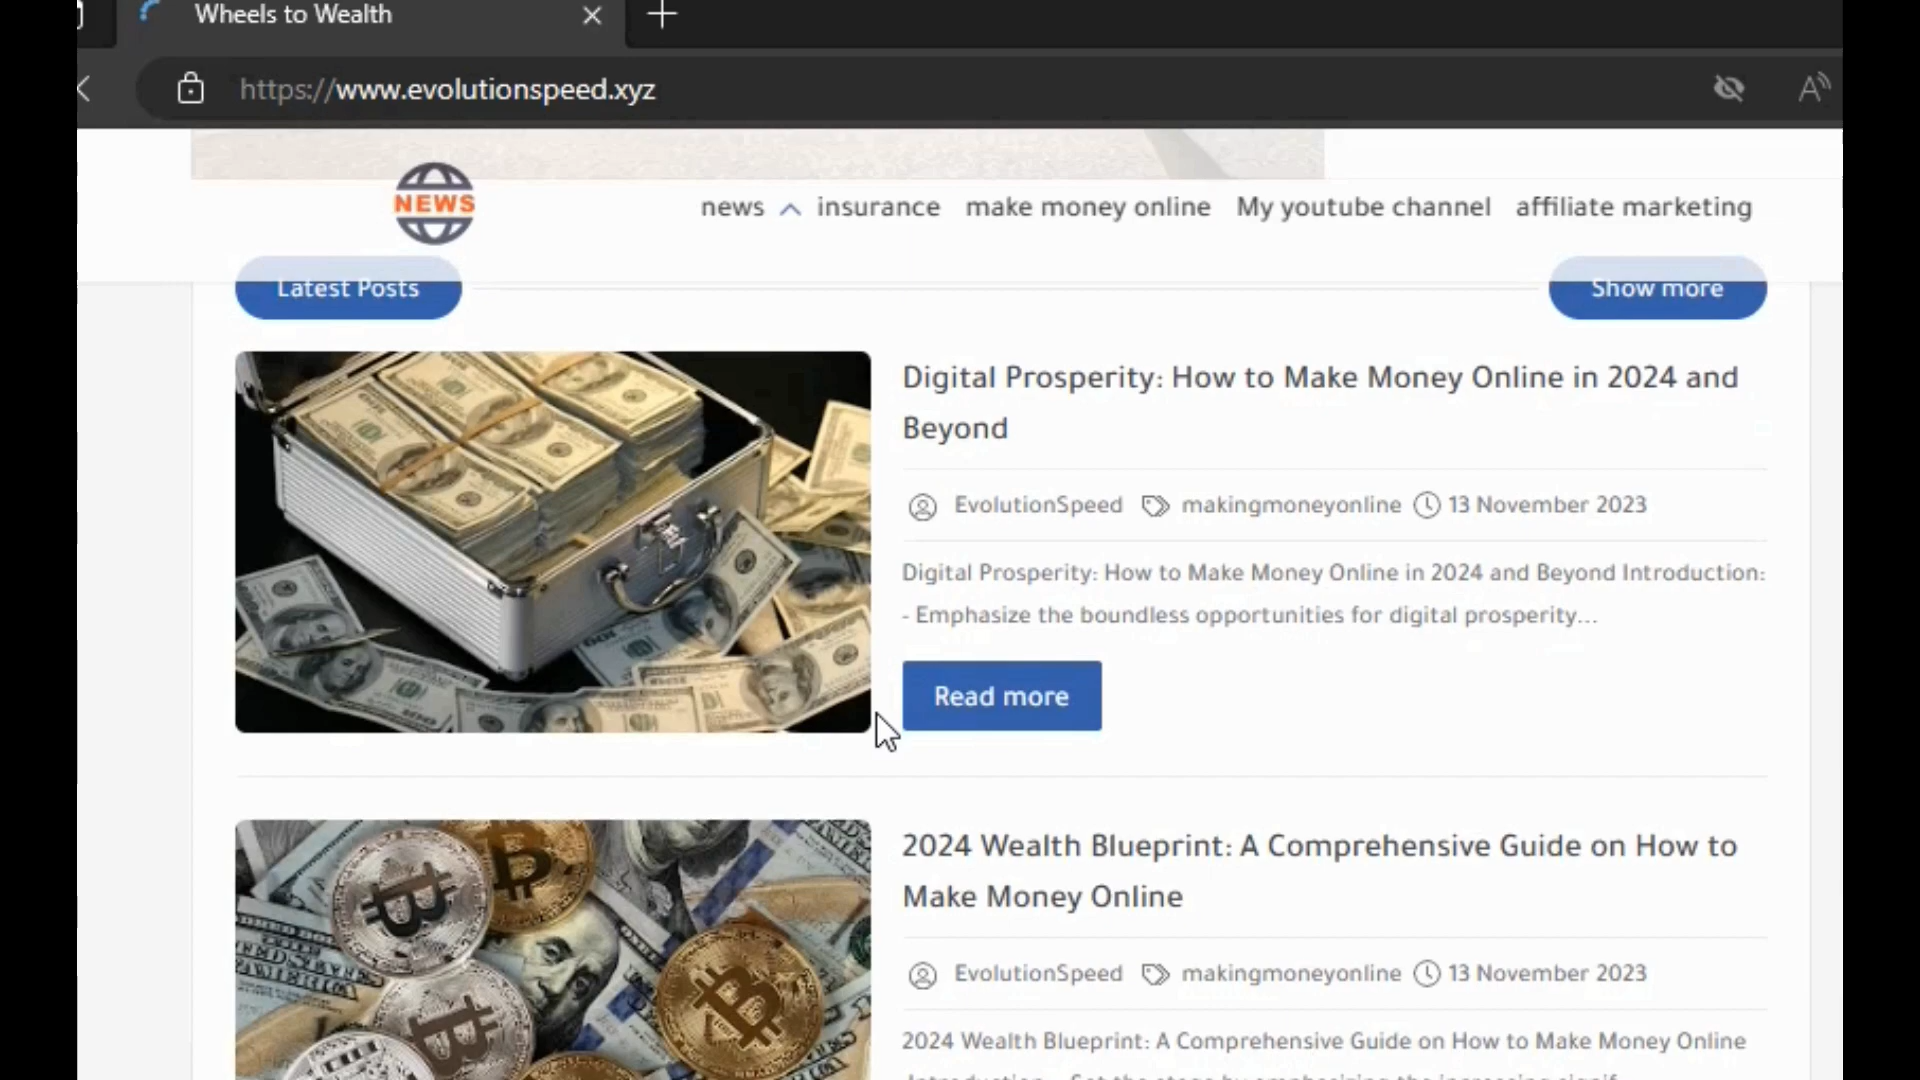 Wheels to Wealth
https://www.evolutionspeed.xyz
NEWS
news insurance make money online My youtube channel affiliate marketing
Latest Posts
Show more
Digital Prosperity: How to Make Money Online in 2024 and
Beyond
EvolutionSpeed makingmoneyonline 13 November 2023
Digital Prosperity: How to Make Money Online in 2024 and Beyond Introduction:
- Emphasize the boundless opportunities for digital prosperity...
Read more
2024 Wealth Blueprint: A Comprehensive Guide on How to
Make Money Online
EvolutionSpeed makingmoneyonline 13 November 2023
2024 Wealth Blueprint: A Comprehensive Guide on How to Make Money Online